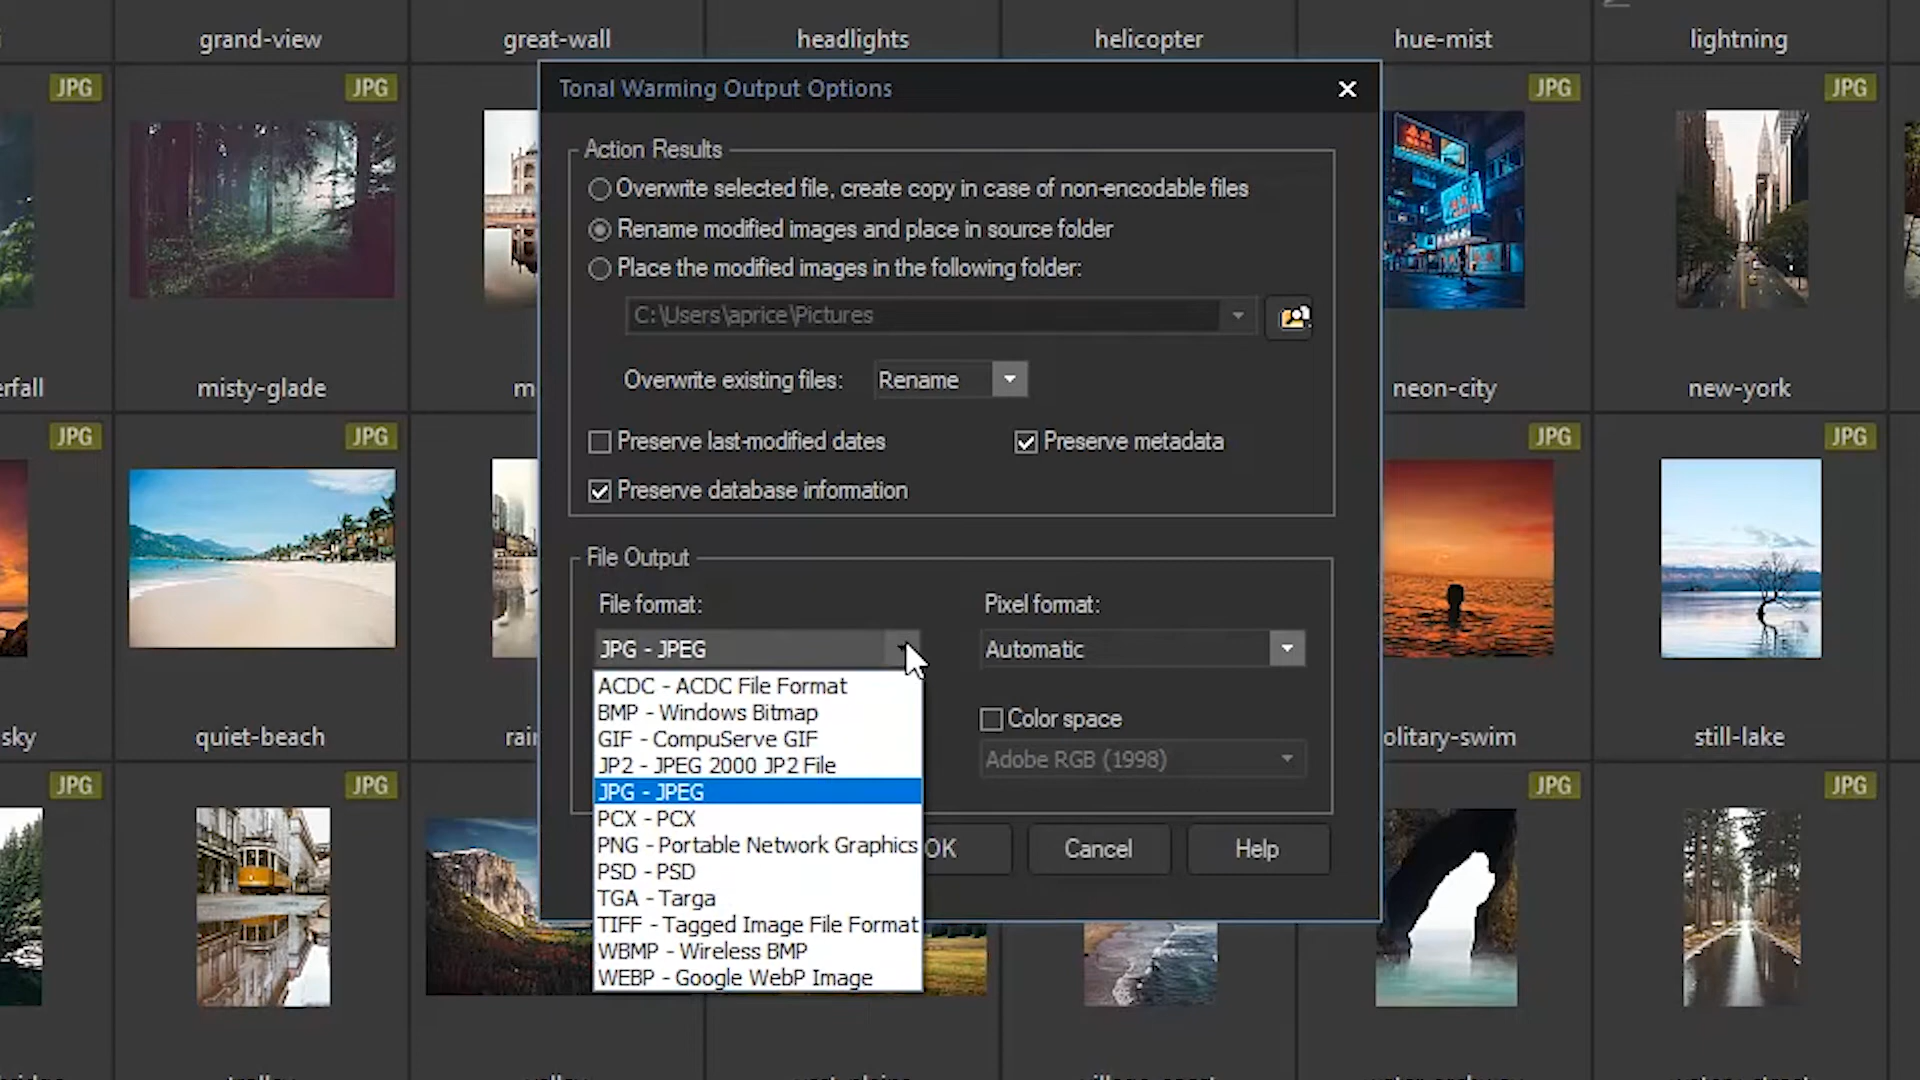 grand-view
great-wall
headlights
helicopter
hue-mist
lightning
Tonal Warming Output Options
JPG
JPG
JPG
JPG
Action Results
Overwrite selected file, create copy in case of non-encodable files
Rename modified images and place in source folder
Place the modified images in the following folder:
C:\Users\aprice\Pictures
Overwrite existing files:
Rename
erfall
misty-glade
m
neon-city
new-york
JPG
JPG
JPG
JPG
Preserve last-modified dates
Preserve metadata
Preserve database information
File Output
File format:
Pixel format:
JPG - JPEG
Automatic
ACDC - ACDC File Format
BMP - Windows Bitmap
Color space
GIF - CompuServe GIF
sky
quiet-beach
rai
olitary-swim
still-lake
JP2 - JPEG 2000 JP2 File
Adobe RGB (1998)
JPG - JPEG
JPG
JPG
JPG
JPG
PCX - PCX
PNG - Portable Network Graphics
OK
Cancel
Help
PSD - PSD
TGA - Targa
TIFF - Tagged Image File Format
WBMP - Wireless BMP
WEBP - Google WebP Image